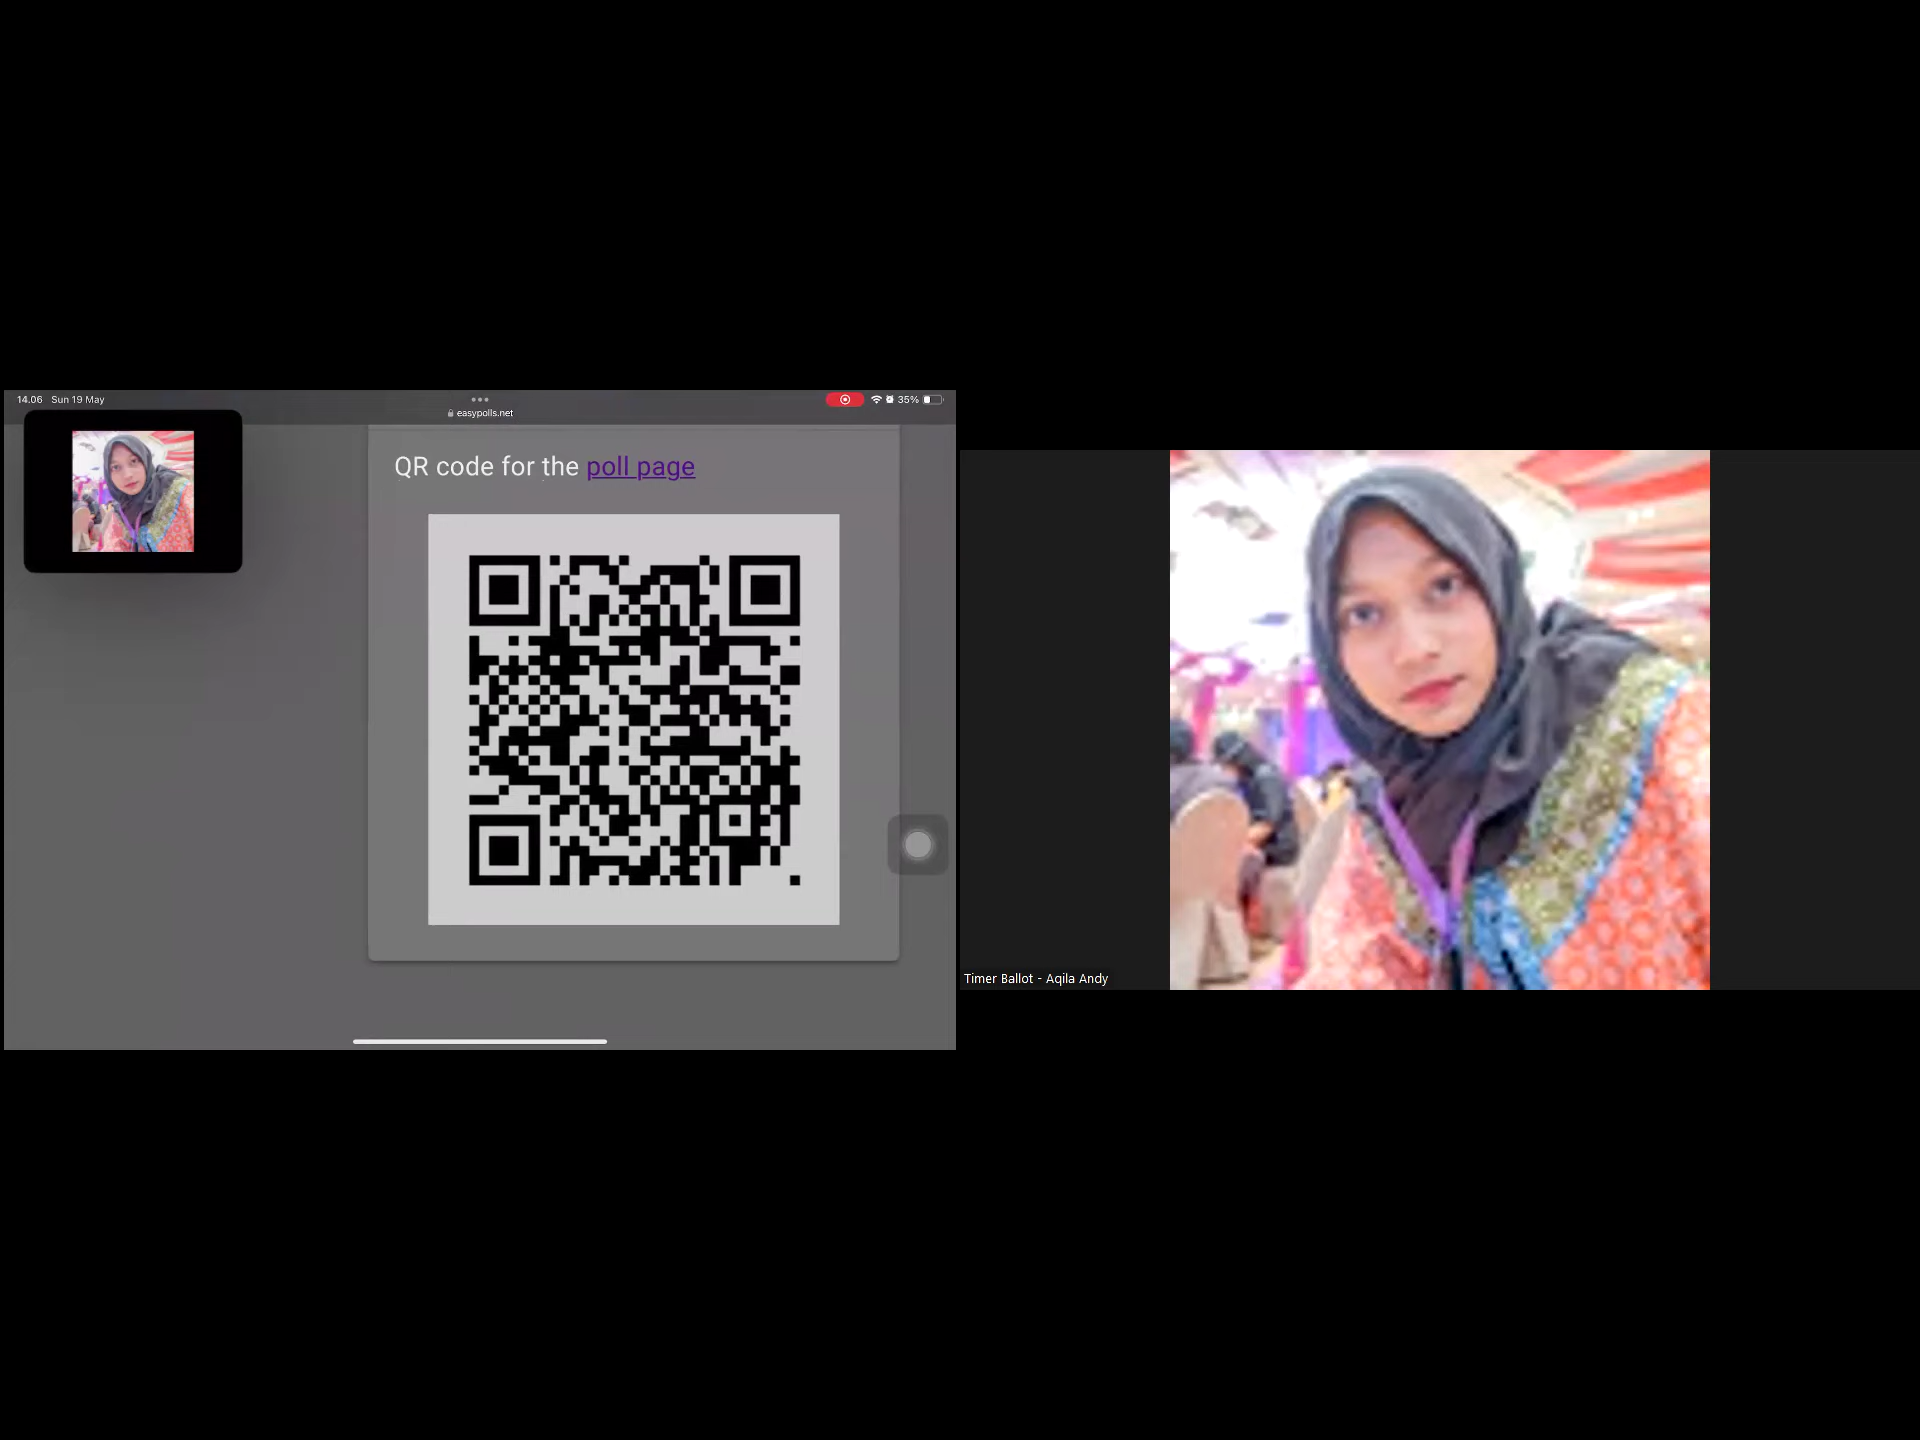 14.06 Sun 19 May
35%
easypolls.net
QR code for the poll page
Timer Ballot - Aqila Andy